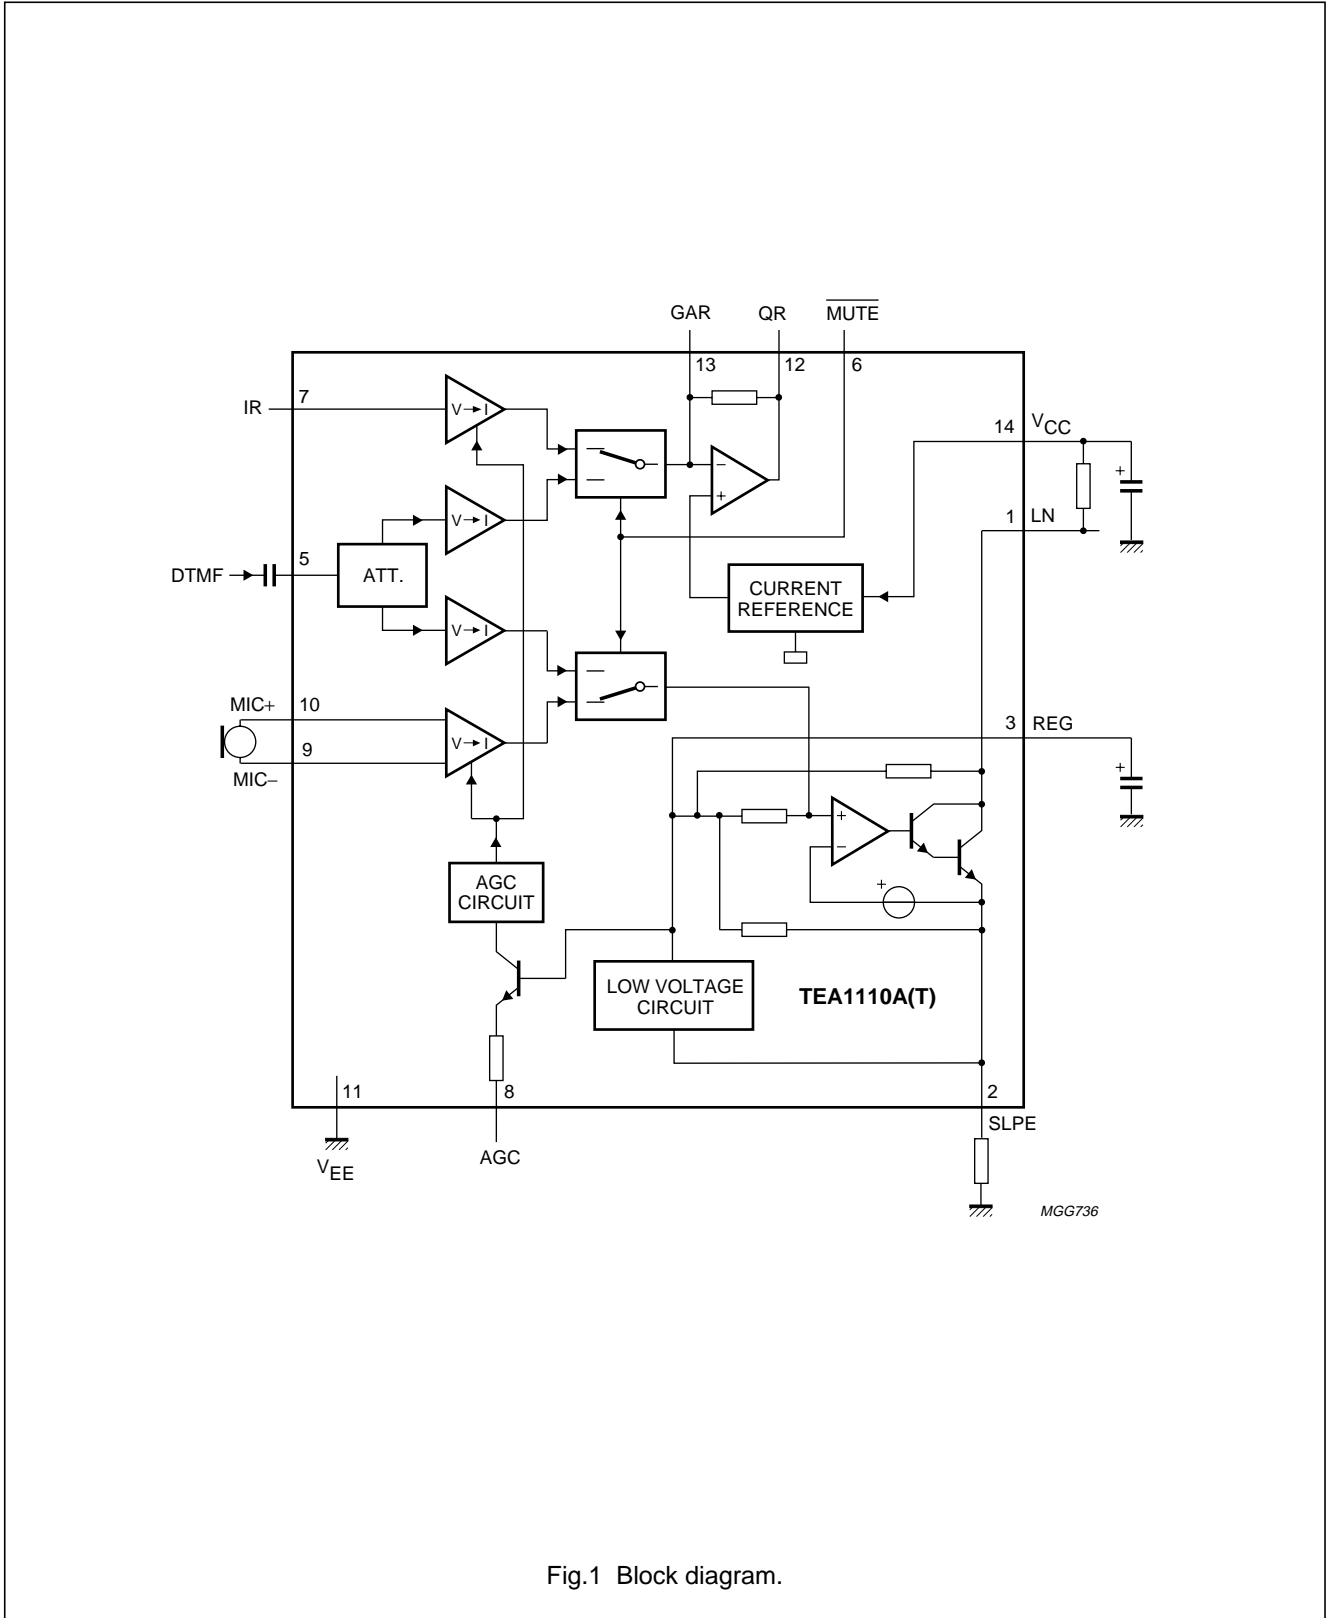 GAR QR MUTE
13 12 6
7
IR
V→I
14 VCC
+
−
+
1 LN
V→I
5
DTMF
ATT.
CURRENT
REFERENCE
V→I
MIC+ 10
3 REG
V→I
9
MIC−
+
+
−
AGC
CIRCUIT
+
LOW VOLTAGE
CIRCUIT
TEA1110A(T)
11 8 2
SLPE
VEE
AGC
MGG736
Fig.1 Block diagram.